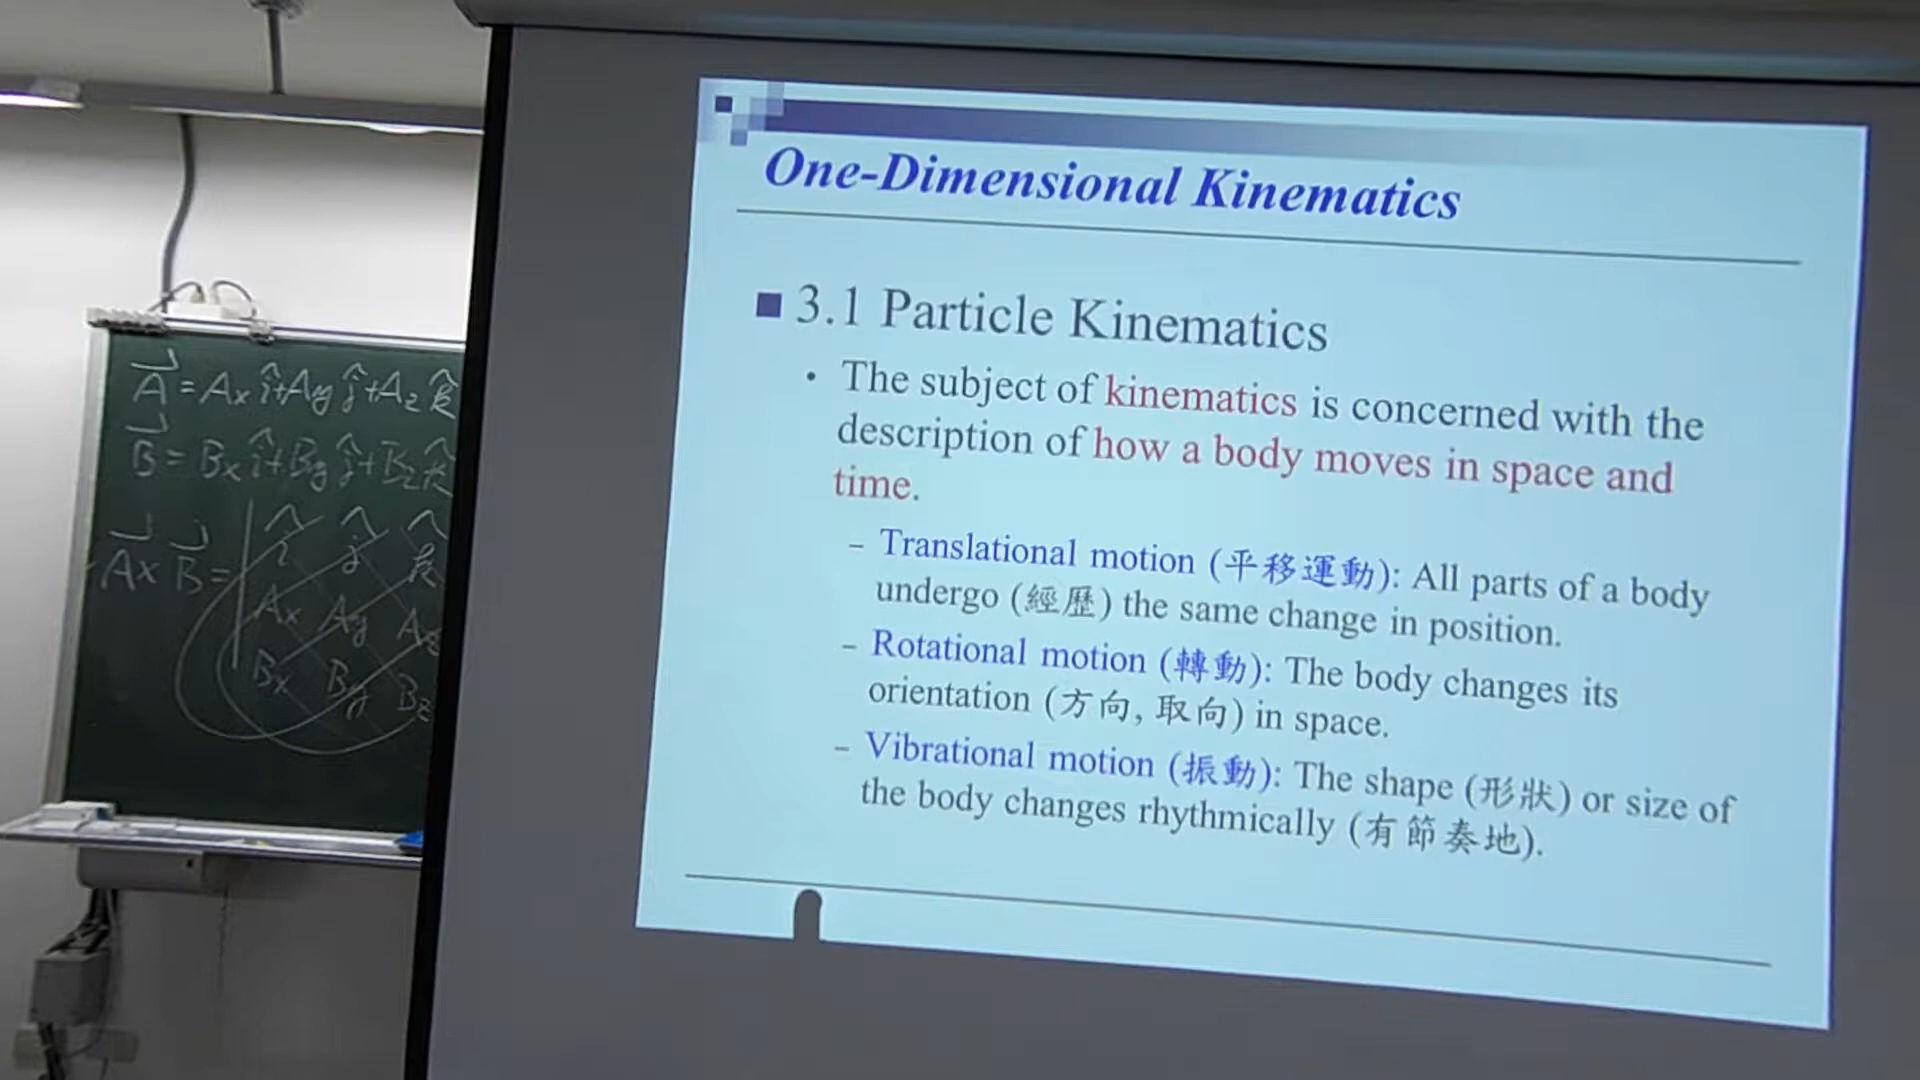 One-Dimensional Kinematics
3.1 Particle Kinematics
• The subject of kinematics is concerned with the
description of how a body moves in space and
time.
– Translational motion (平移運動): All parts of a body
undergo (經歷) the same change in position.
– Rotational motion (轉動): The body changes its
orientation (方向, 取向) in space.
– Vibrational motion (振動): The shape (形狀) or size of
the body changes rhythmically (有節奏地).
A⃗ = Ax î + Ay ĵ + Az k̂
B⃗ = Bx î + By ĵ + Bz k̂
A⃗ × B⃗ = | î ĵ k̂
Ax Ay Az
Bx By Bz